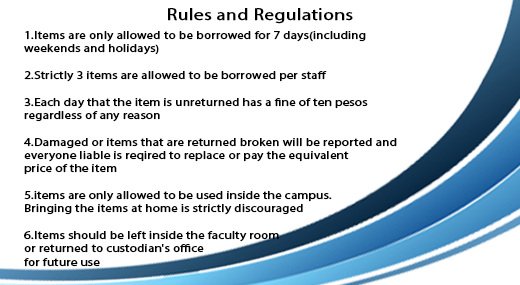 Rules and Regulations
1.Items are only allowed to be borrowed for 7 days(including
weekends and holidays)
2.Strictly 3 items are allowed to be borrowed per staff
3.Each day that the item is unreturned has a fine of ten pesos
regardless of any reason
4.Damaged or items that are returned broken will be reported and
everyone liable is reqired to replace or pay the equivalent
price of the item
5.items are only allowed to be used inside the campus.
Bringing the items at home is strictly discouraged
6.Items should be left inside the faculty room
or returned to custodian's office
for future use